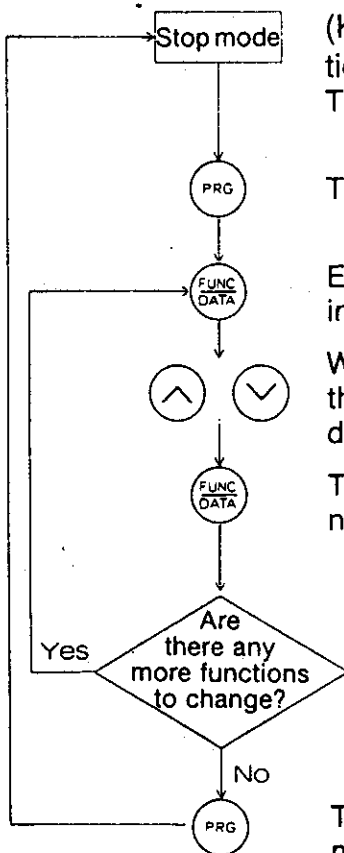 Stop mode
T
PRG
T
FUNC
DATA
E
in
W
th
d
FUNC
DATA
T
n
Are
there any
more functions
to change?
Yes
No
PRG
T